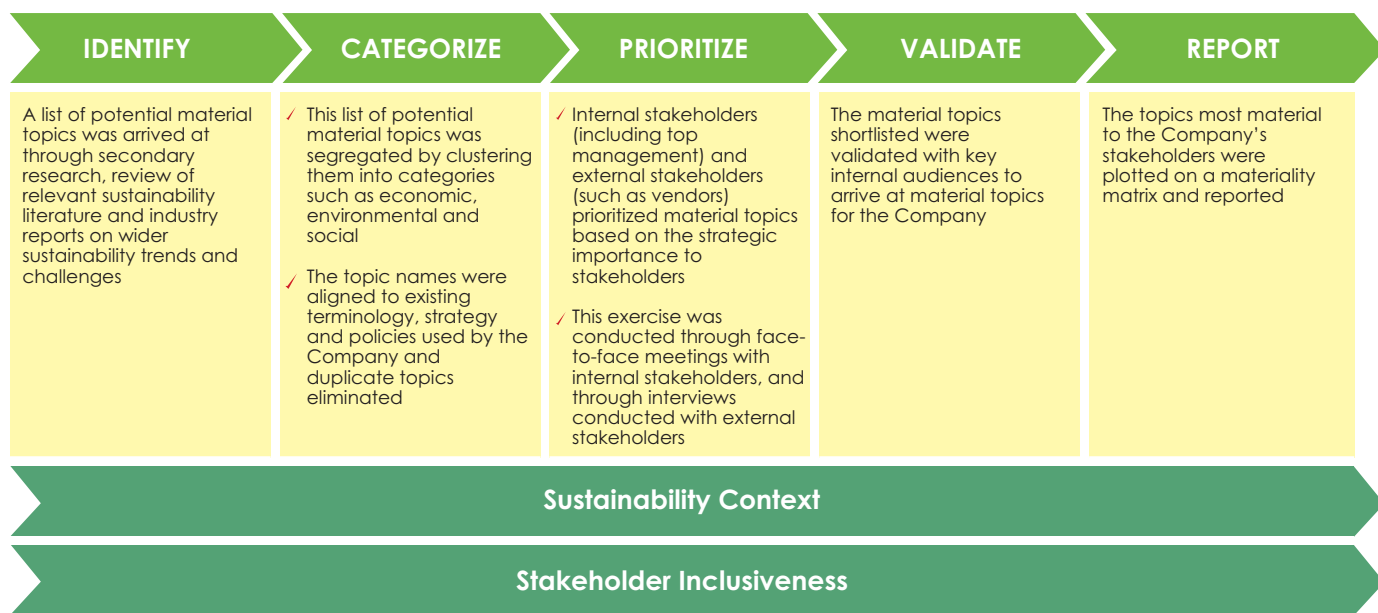 IDENTIFY
CATEGORIZE
PRIORITIZE
VALIDATE
REPORT
A list of potential material
topics was arrived at
through secondary
research, review of
relevant sustainability
literature and industry
reports on wider
sustainability trends and
challenges
This list of potential
material topics was
segregated by clustering
them into categories
such as economic,
environmental and
social
The topic names were
aligned to existing
terminology, strategy
and policies used by the
Company and
duplicate topics
eliminated
Internal stakeholders
(including top
management) and
external stakeholders
(such as vendors)
prioritized material topics
based on the strategic
importance to
stakeholders
This exercise was
conducted through face-
to-face meetings with
internal stakeholders, and
through interviews
conducted with external
stakeholders
The material topics
shortlisted were
validated with key
internal audiences to
arrive at material topics
for the Company
The topics most material
to the Company’s
stakeholders were
plotted on a materiality
matrix and reported
Sustainability Context
Stakeholder Inclusiveness